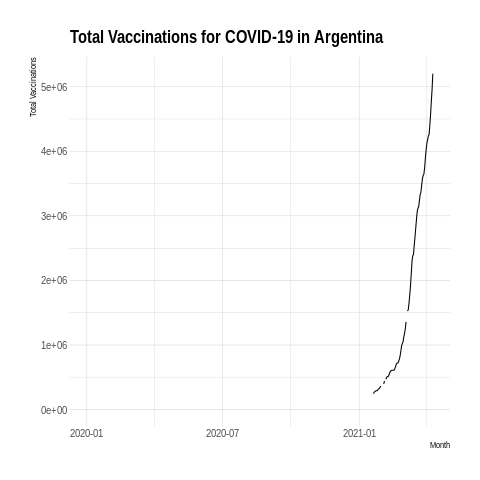 Total Vaccinations for COVID-19 in Argentina
Total Vaccinations
5e+06
4e+06
3e+06
2e+06
1e+06
0e+00
2020-01 2020-07 2021-01
Month